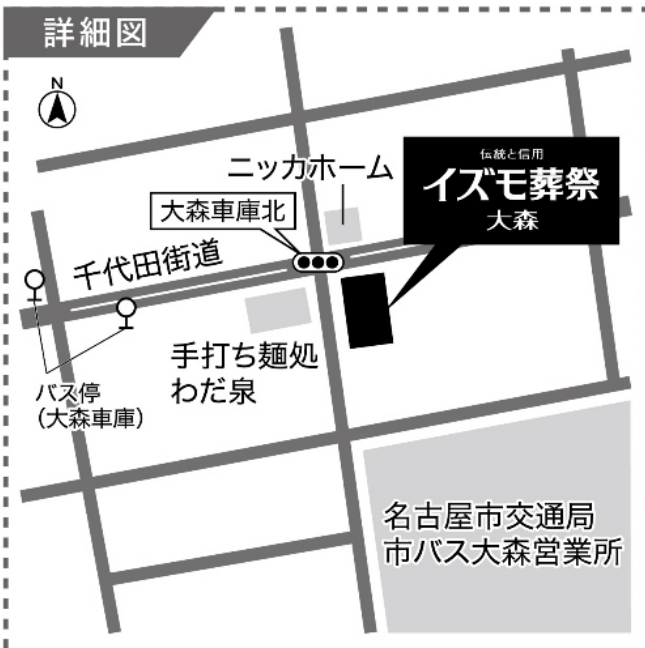 詳細図
N
ニッカホーム
伝統と信用
イズモ葬祭
大森
大森車庫北
千代田街道
手打ち麺処
わだ泉
バス停
（大森車庫）
名古屋市交通局
市バス大森営業所